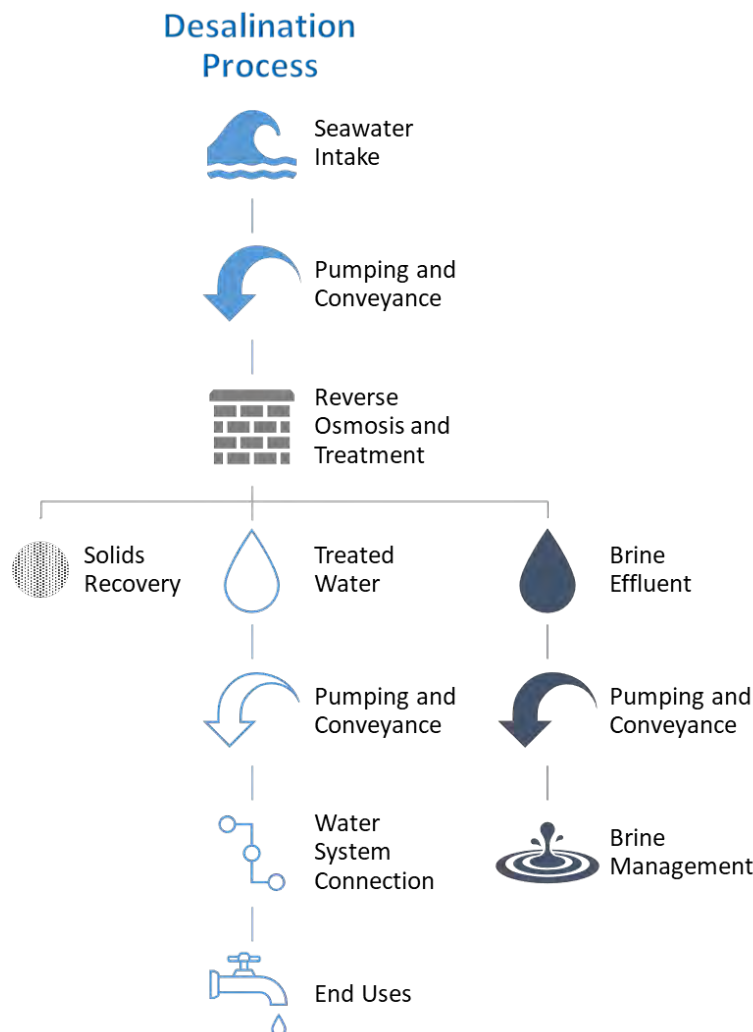 Desalination
Process
Seawater
Intake
Pumping and
Conveyance
Reverse
Osmosis and
Treatment
Solids
Recovery
Treated
Water
Brine
Effluent
Pumping and
Conveyance
Pumping and
Conveyance
Water
System
Connection
Brine
Management
End Uses